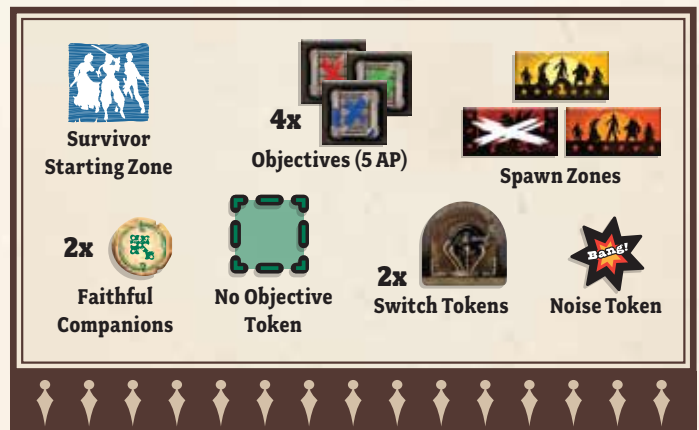 Survivor
Starting Zone
4x
Objectives (5 AP)
Spawn Zones
2x
Faithful
Companions
No Objective
Token
2x
Switch Tokens
Bang!
Noise Token